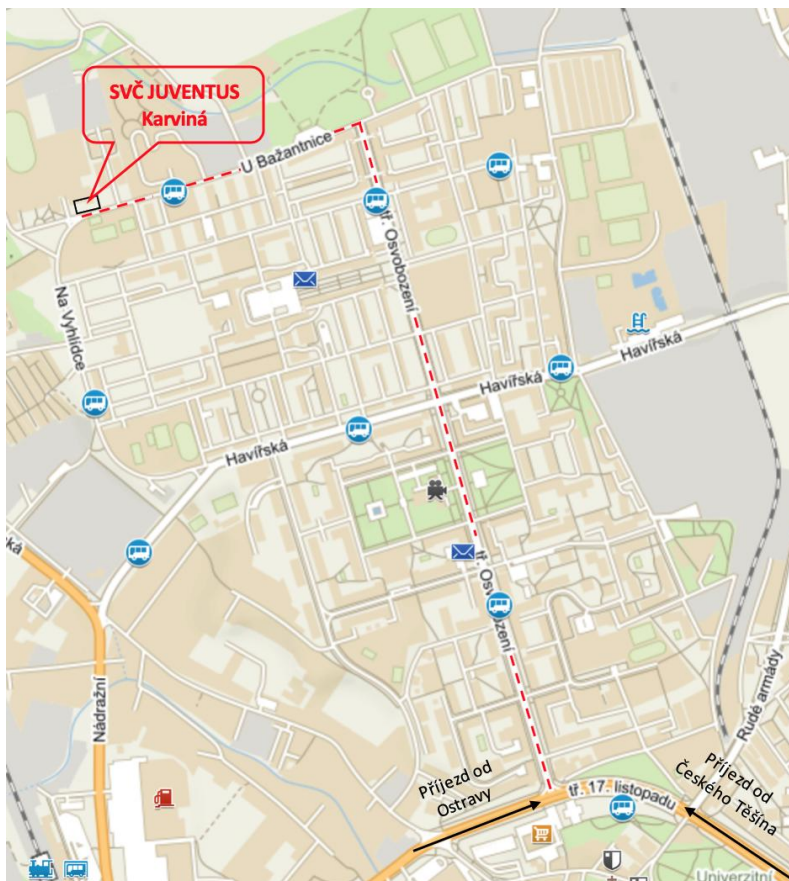 SVČ JUVENTUS
Karviná
U Bažantnice
tř. Osvobození
Na Vyhlídce
Havířská
Havířská
Havířská
ká
tř. Osvobození
Nádražní
Rudé armády
Příjezd od
Ostravy
tř. 17. listopadu
Příjezd od
Českého Těšína
Univerzitní